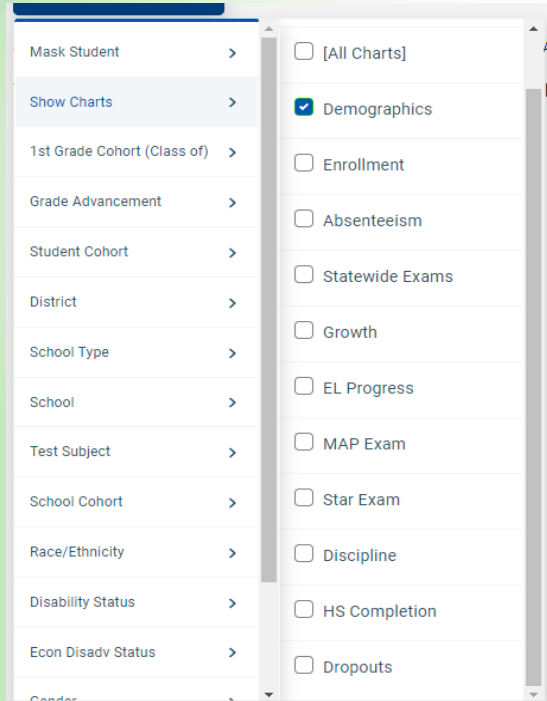 Mask Student
Show Charts
1st Grade Cohort (Class of)
Grade Advancement
Student Cohort
District
School Type
School
Test Subject
School Cohort
Race/Ethnicity
Disability Status
Econ Disadv Status
Gender
[All Charts]
Demographics
Enrollment
Absenteeism
Statewide Exams
Growth
EL Progress
MAP Exam
Star Exam
Discipline
HS Completion
Dropouts